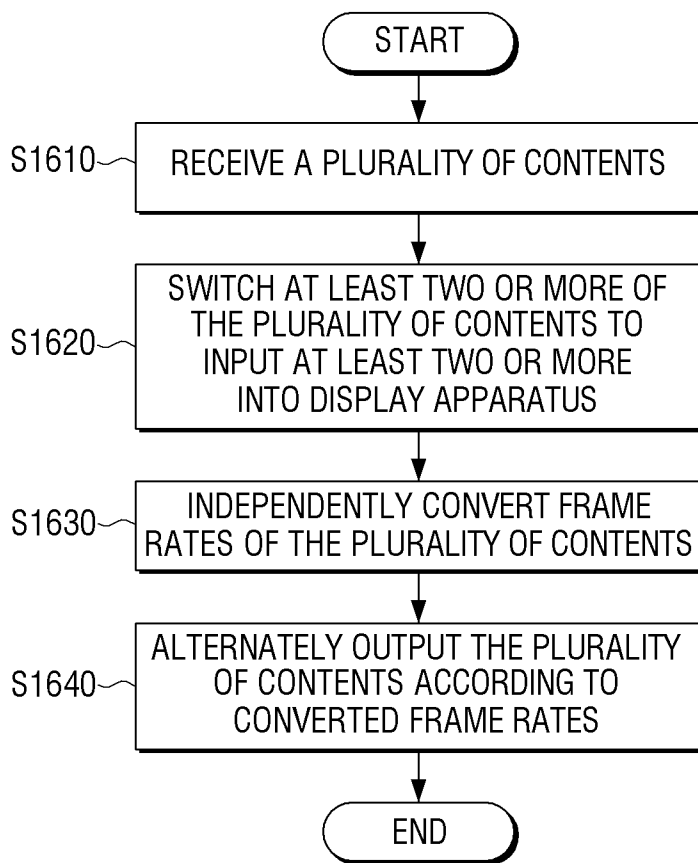 START
S1610
RECEIVE A PLURALITY OF CONTENTS
S1620
SWITCH AT LEAST TWO OR MORE OF
THE PLURALITY OF CONTENTS TO
INPUT AT LEAST TWO OR MORE
INTO DISPLAY APPARATUS
S1630
INDEPENDENTLY CONVERT FRAME
RATES OF THE PLURALITY OF CONTENTS
S1640
ALTERNATELY OUTPUT THE PLURALITY
OF CONTENTS ACCORDING TO
CONVERTED FRAME RATES
END